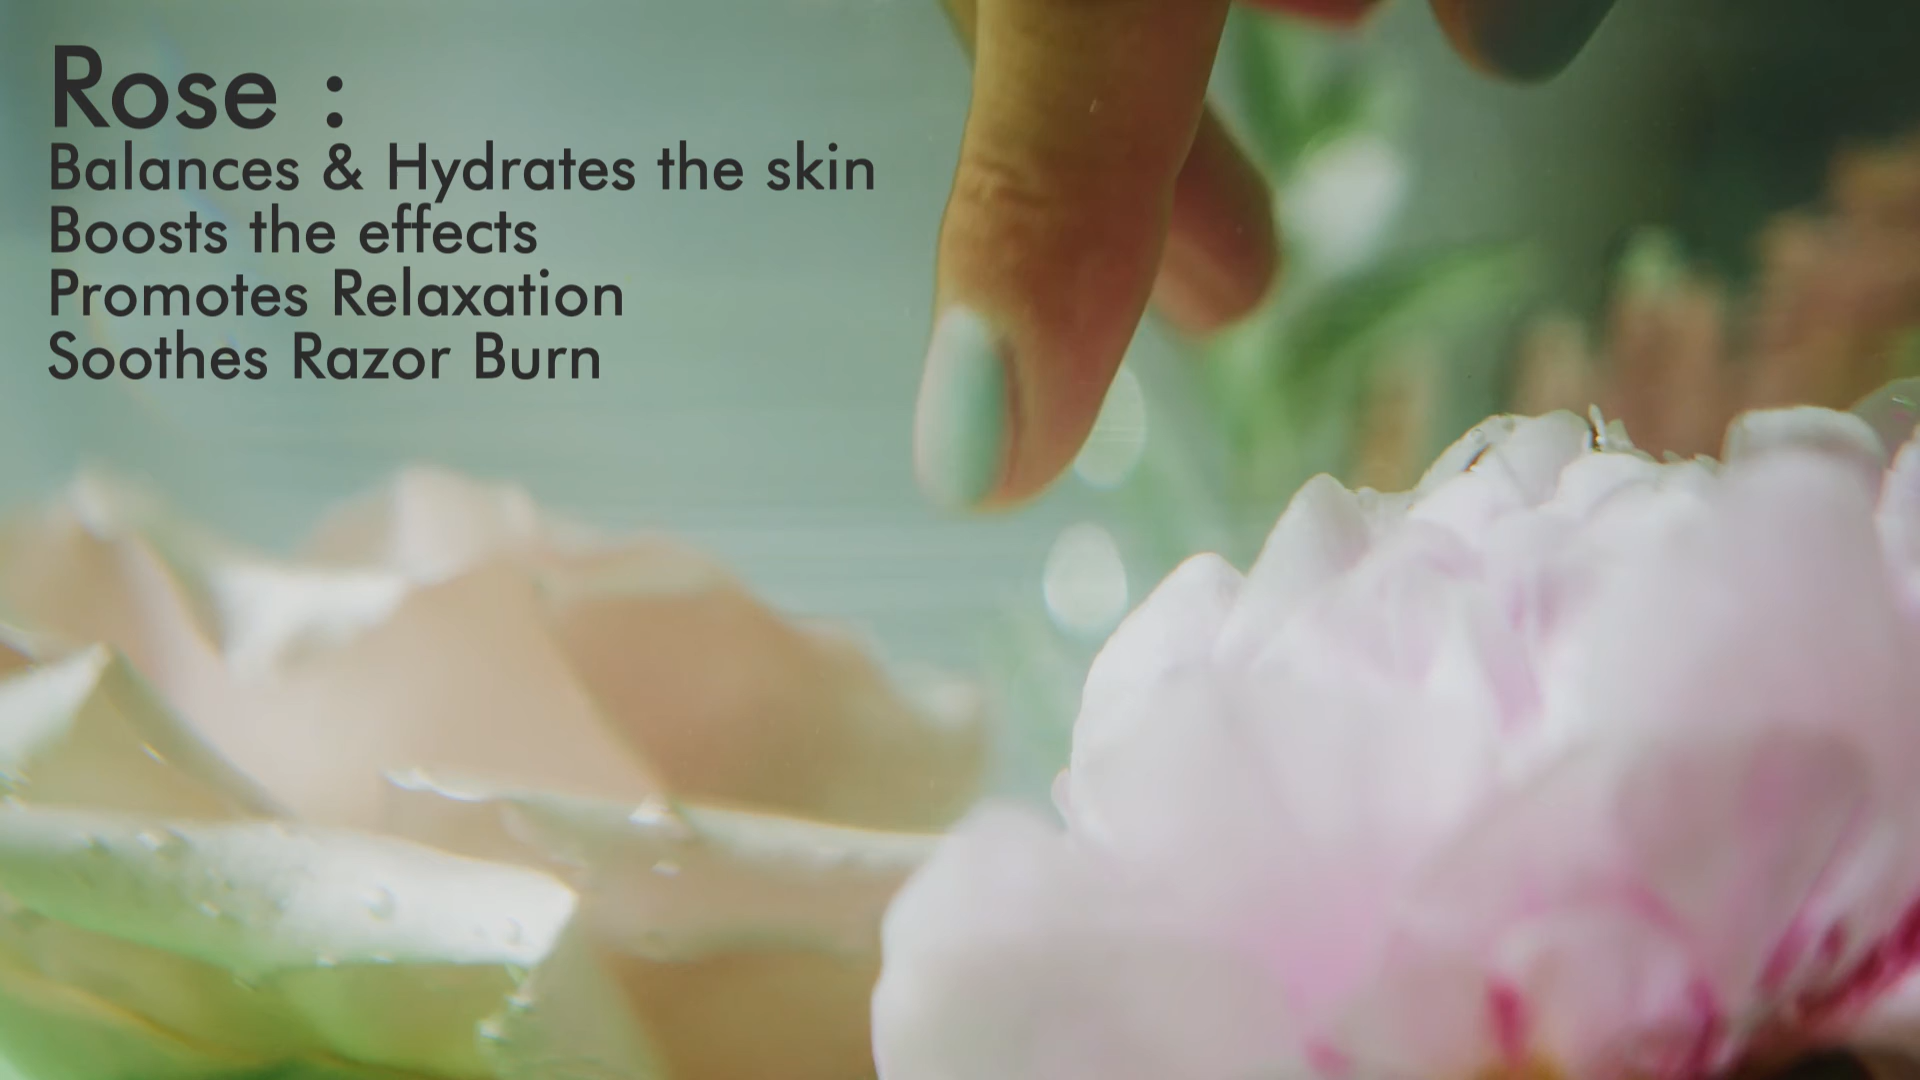 Rose :
Balances & Hydrates the skin
Boosts the effects
Promotes Relaxation
Soothes Razor Burn